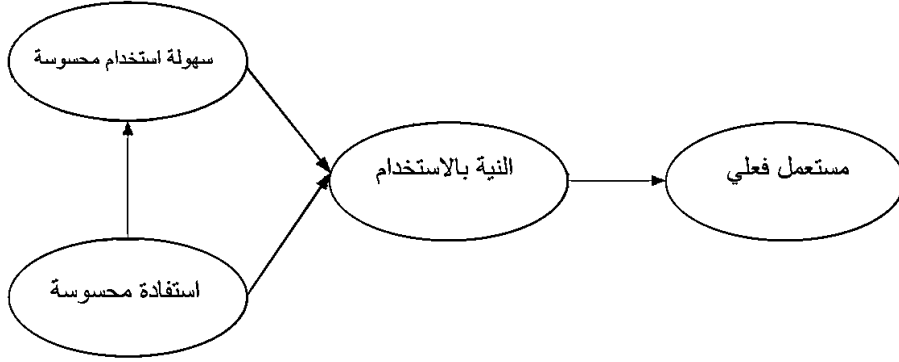 سهولة استخدام محسوسة
النية بالاستخدام
مستعمل فعلي
استفادة محسوسة